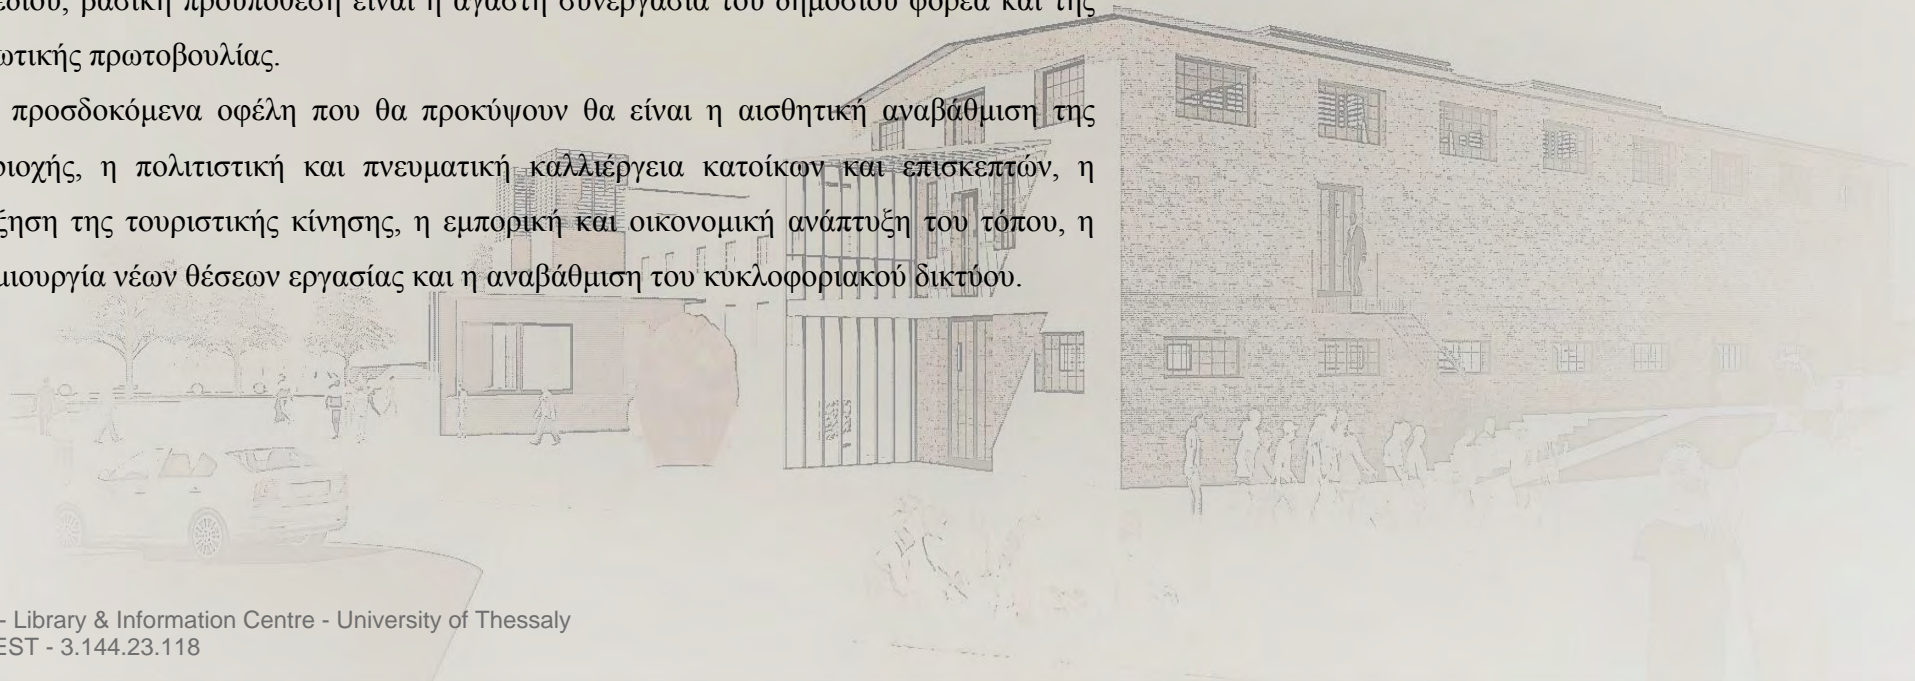 εδίου, βασική προϋπόθεση είναι η αγαστή συνεργασία του δημόσιου φορέα και της
ωτικής πρωτοβουλίας.
προσδοκόμενα οφέλη που θα προκύψουν θα είναι η αισθητική αναβάθμιση της
ριοχής, η πολιτιστική και πνευματική καλλιέργεια κατοίκων και επισκεπτών, η
ξηση της τουριστικής κίνησης, η εμπορική και οικονομική ανάπτυξη του τόπου, η
μιουργία νέων θέσεων εργασίας και η αναβάθμιση του κυκλοφοριακού δικτύου.
- Library & Information Centre - University of Thessaly
EST - 3.144.23.118